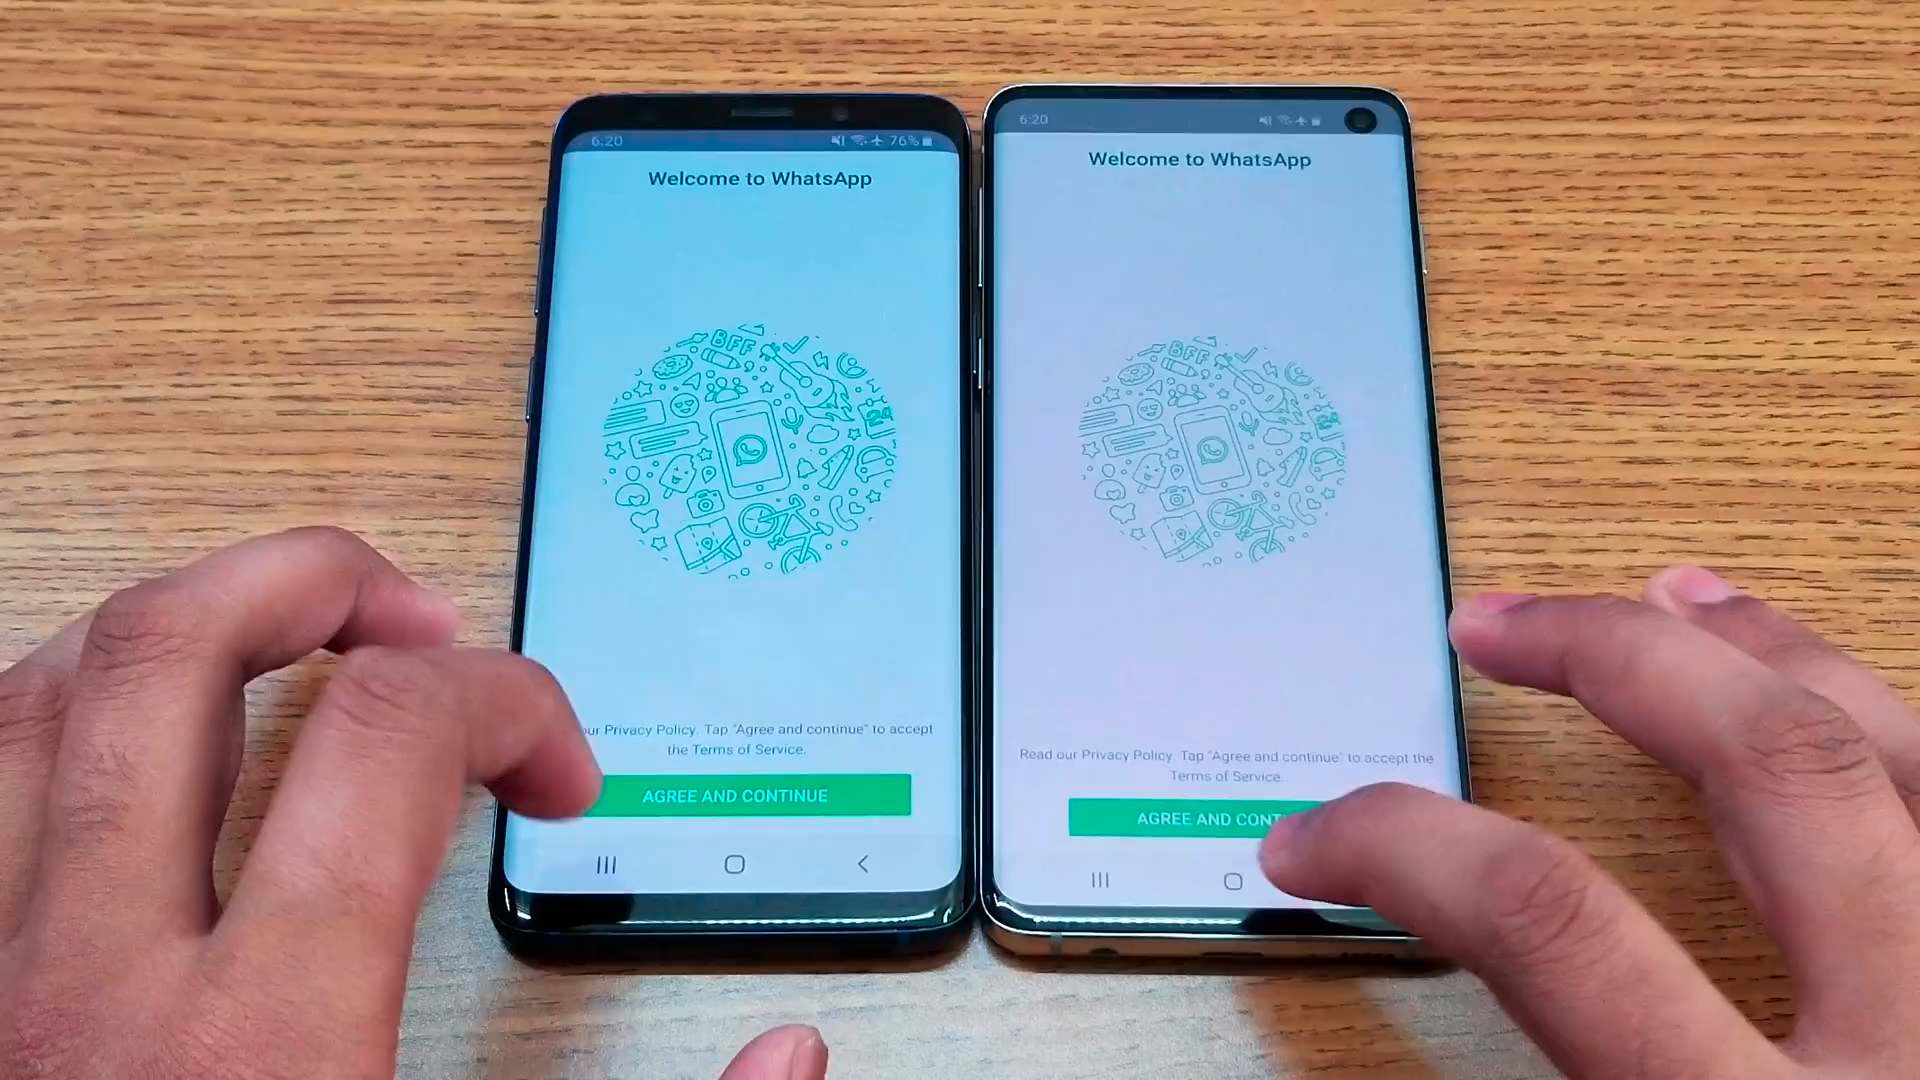 6:20
76%
Welcome to WhatsApp
BFF
24
our Privacy Policy. Tap "Agree and continue" to accept
the Terms of Service.
AGREE AND CONTINUE
6:20
Welcome to WhatsApp
BFF
24
Read our Privacy Policy. Tap "Agree and continue" to accept the
Terms of Service.
AGREE AND CONT